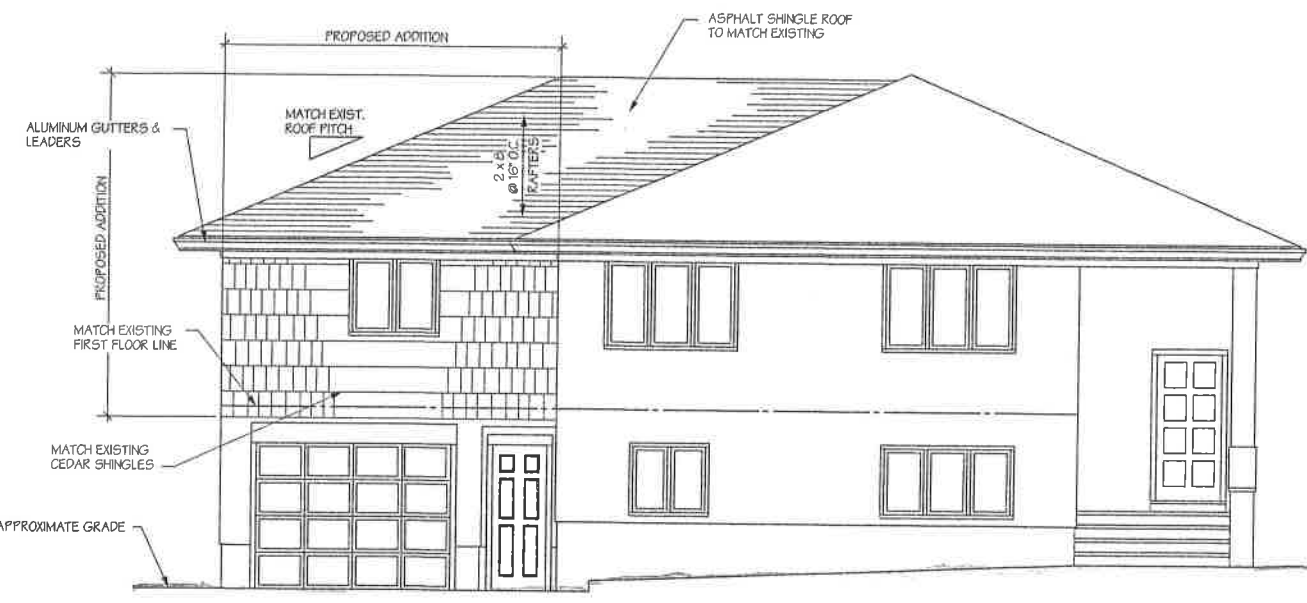 PROPOSED ADDITION
ASPHALT SHINGLE ROOF
TO MATCH EXISTING
MATCH EXIST.
ROOF PITCH
ALUMINUM GUTTERS &
LEADERS
2 x 8
@ 16" O.C.
RAFTERS
PROPOSED ADDITION
MATCH EXISTING
FIRST FLOOR LINE
MATCH EXISTING
CEDAR SHINGLES
APPROXIMATE GRADE